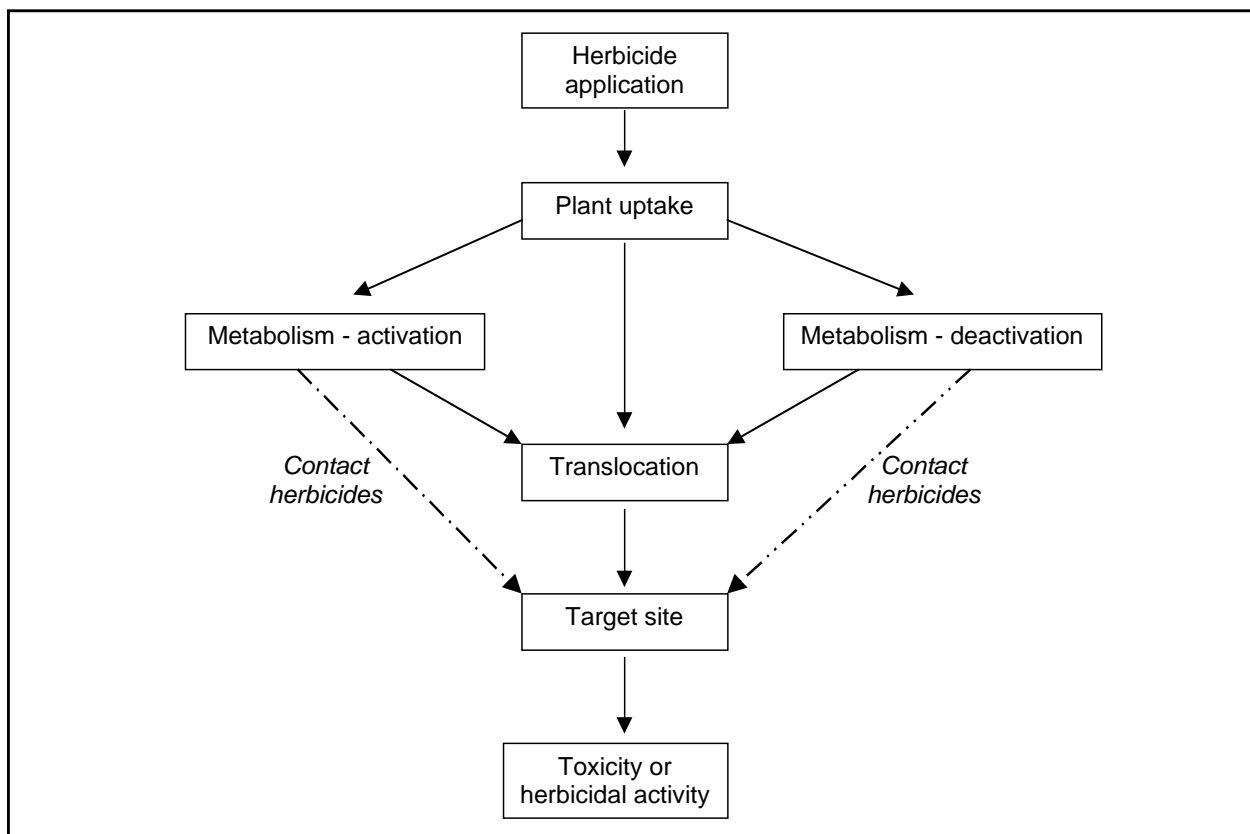 Herbicide
application
Plant uptake
Metabolism - activation
Metabolism - deactivation
Translocation
Contact
herbicides
Contact
herbicides
Target site
Toxicity or
herbicidal activity